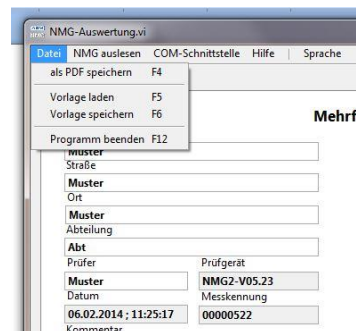 NMG-Auswertung.vi
Datei NMG auslesen COM-Schnittstelle Hilfe Sprache
als PDF speichern F4
Vorlage laden F5
Vorlage speichern F6
Programm beenden F12
Mehrf
Muster
Straße
Muster
Ort
Muster
Abteilung
Abt
Prüfer Prüfgerät
Muster NMG2-V05.23
Datum Messkennung
06.02.2014 ; 11:25:17 00000522
Kommentar